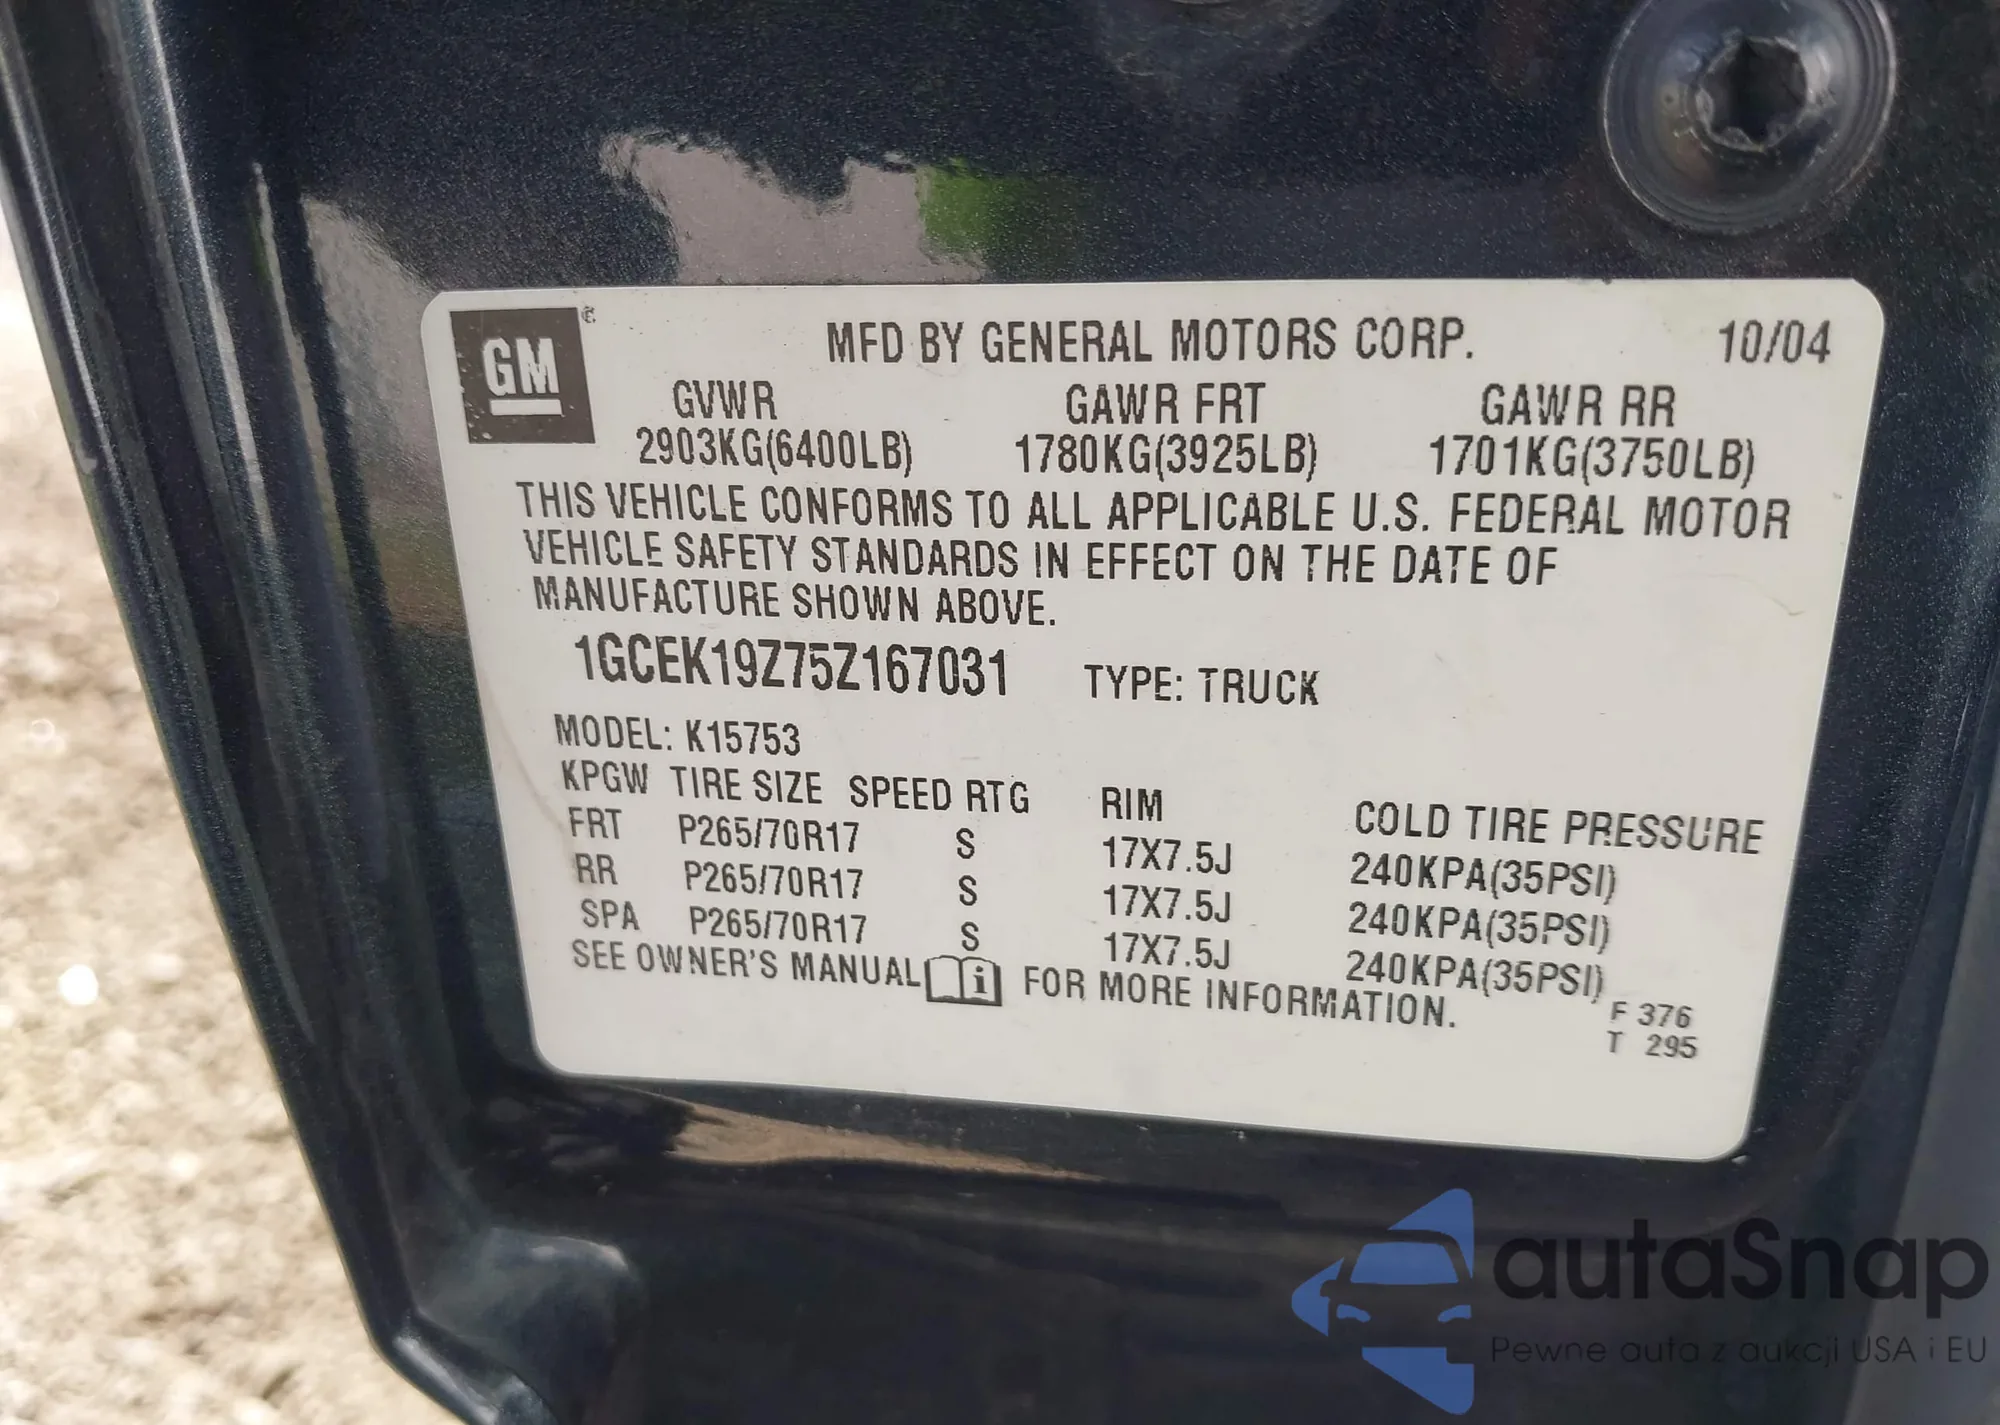 GM
MFD BY GENERAL MOTORS CORP. 10/04
GVWR GAWR FRT GAWR RR
2903KG(6400LB) 1780KG(3925LB) 1701KG(3750LB)
THIS VEHICLE CONFORMS TO ALL APPLICABLE U.S. FEDERAL MOTOR
VEHICLE SAFETY STANDARDS IN EFFECT ON THE DATE OF
MANUFACTURE SHOWN ABOVE.
1GCEK19Z75Z167031 TYPE: TRUCK
MODEL: K15753
KPGW TIRE SIZE SPEED RTG RIM COLD TIRE PRESSURE
FRT P265/70R17 S 17X7.5J 240KPA(35PSI)
RR P265/70R17 S 17X7.5J 240KPA(35PSI)
SPA P265/70R17 S 17X7.5J 240KPA(35PSI)
SEE OWNER'S MANUAL i FOR MORE INFORMATION.
F 376
T 295
autaSnap
Pewne auta z aukcji USA i EU